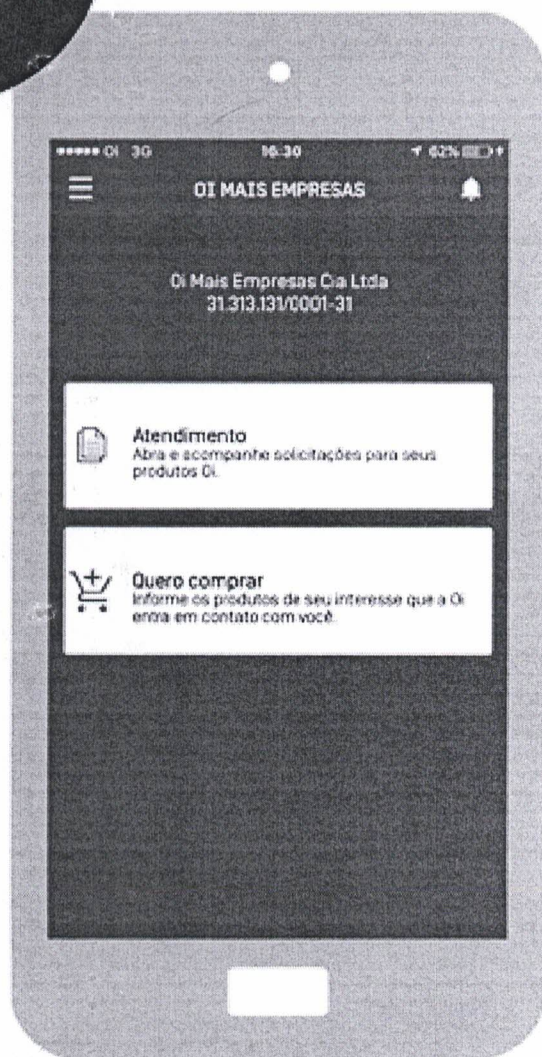 Oi 3G 16:30 62%
OI MAIS EMPRESAS
Oi Mais Empresas Cia Ltda
31.313.131/0001-31
Atendimento
Abra e acompanhe solicitações para seus
produtos Oi.
Quero comprar
Informe os produtos de seu interesse que a Oi
entra em contato com você.